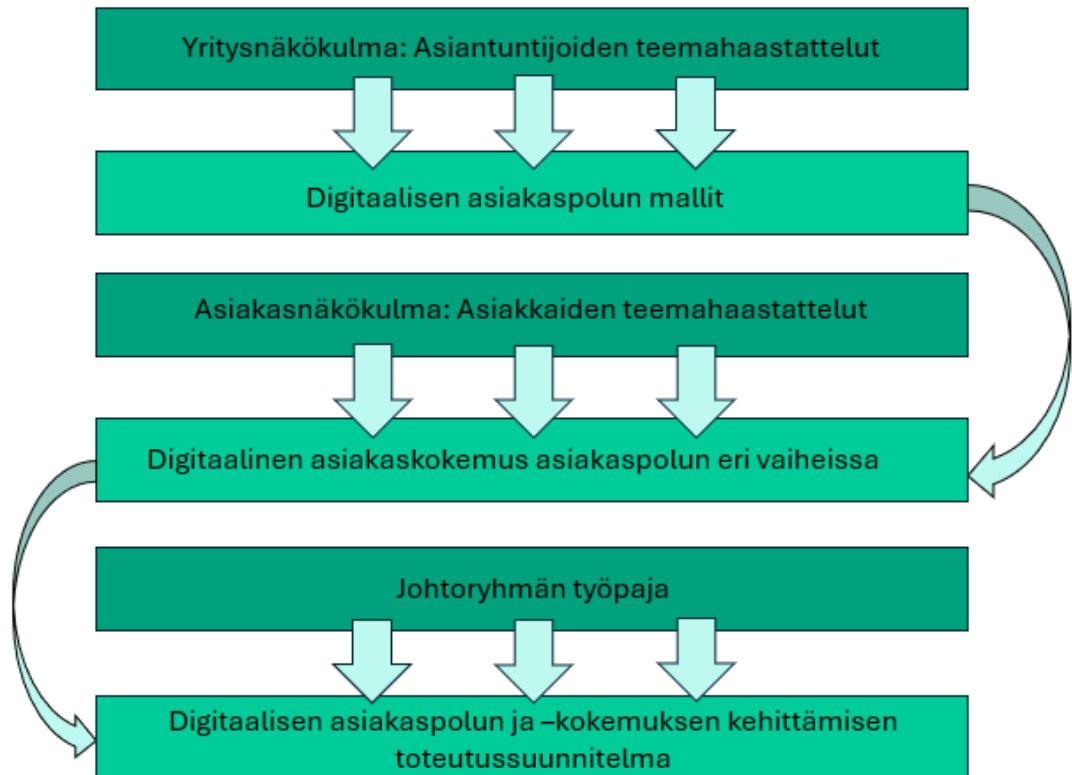 Yritysnäkökulma: Asiantuntijoiden teemahaastattelut
Digitaalisen asiakaspolun mallit
Asiakasnäkökulma: Asiakkaiden teemahaastattelut
Digitaalinen asiakaskokemus asiakaspolun eri vaiheissa
Johtoryhmän työpaja
Digitaalisen asiakaspolun ja –kokemuksen kehittämisen
toteutussuunnitelma